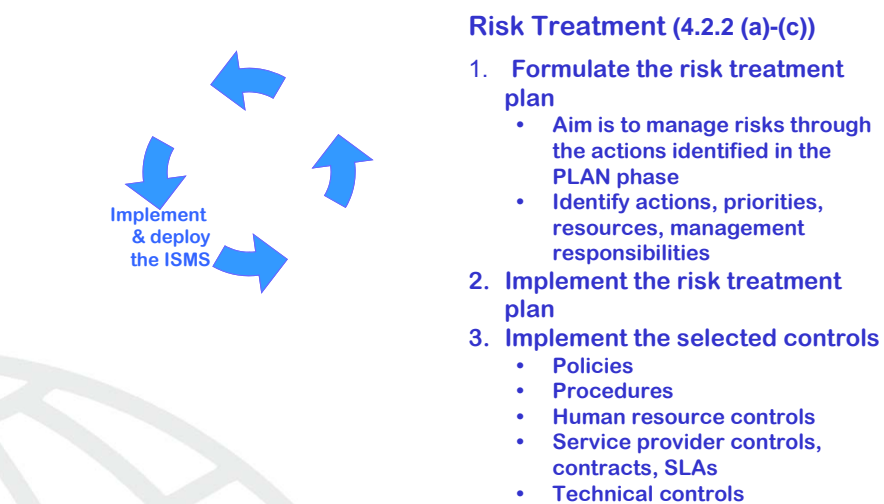 Risk Treatment (4.2.2 (a)-(c))
1. Formulate the risk treatment
plan
• Aim is to manage risks through
the actions identified in the
PLAN phase
• Identify actions, priorities,
resources, management
responsibilities
2. Implement the risk treatment
plan
3. Implement the selected controls
• Policies
• Procedures
• Human resource controls
• Service provider controls,
contracts, SLAs
• Technical controls
Implement
& deploy
the ISMS